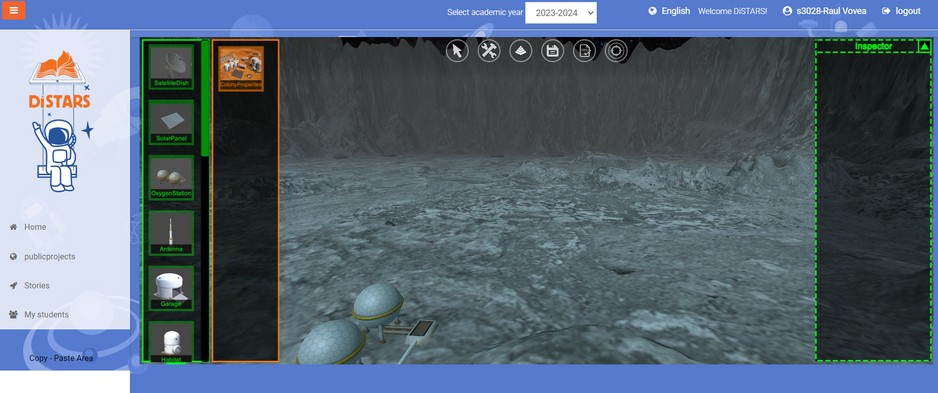 Select academic year
2023-2024
English
Welcome DiSTARS!
s3028-Raul Vovea
logout
DiSTARS
Home
publicprojects
Stories
My students
Copy - Paste Area
SatelliteDish
SolarPanel
OxygenStation
Antenna
Garage
Habitat
ColonyProperties
Inspector